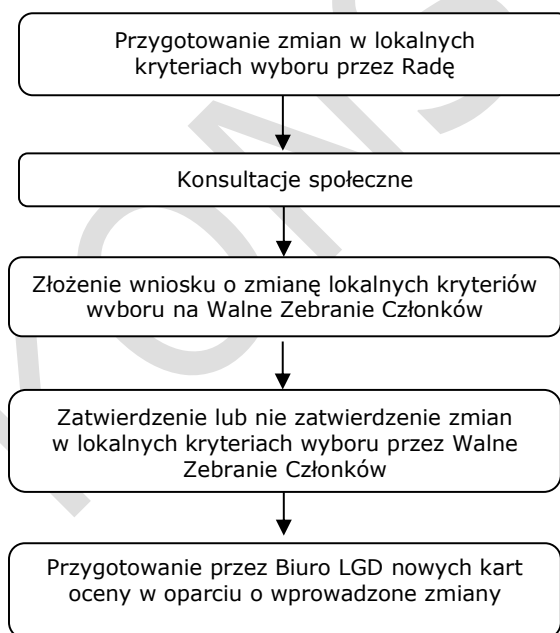 Przygotowanie zmian w lokalnych
kryteriach wyboru przez Radę
Konsultacje społeczne
Złożenie wniosku o zmianę lokalnych kryteriów
wyboru na Walne Zebranie Członków
Zatwierdzenie lub nie zatwierdzenie zmian
w lokalnych kryteriach wyboru przez Walne
Zebranie Członków
Przygotowanie przez Biuro LGD nowych kart
oceny w oparciu o wprowadzone zmiany